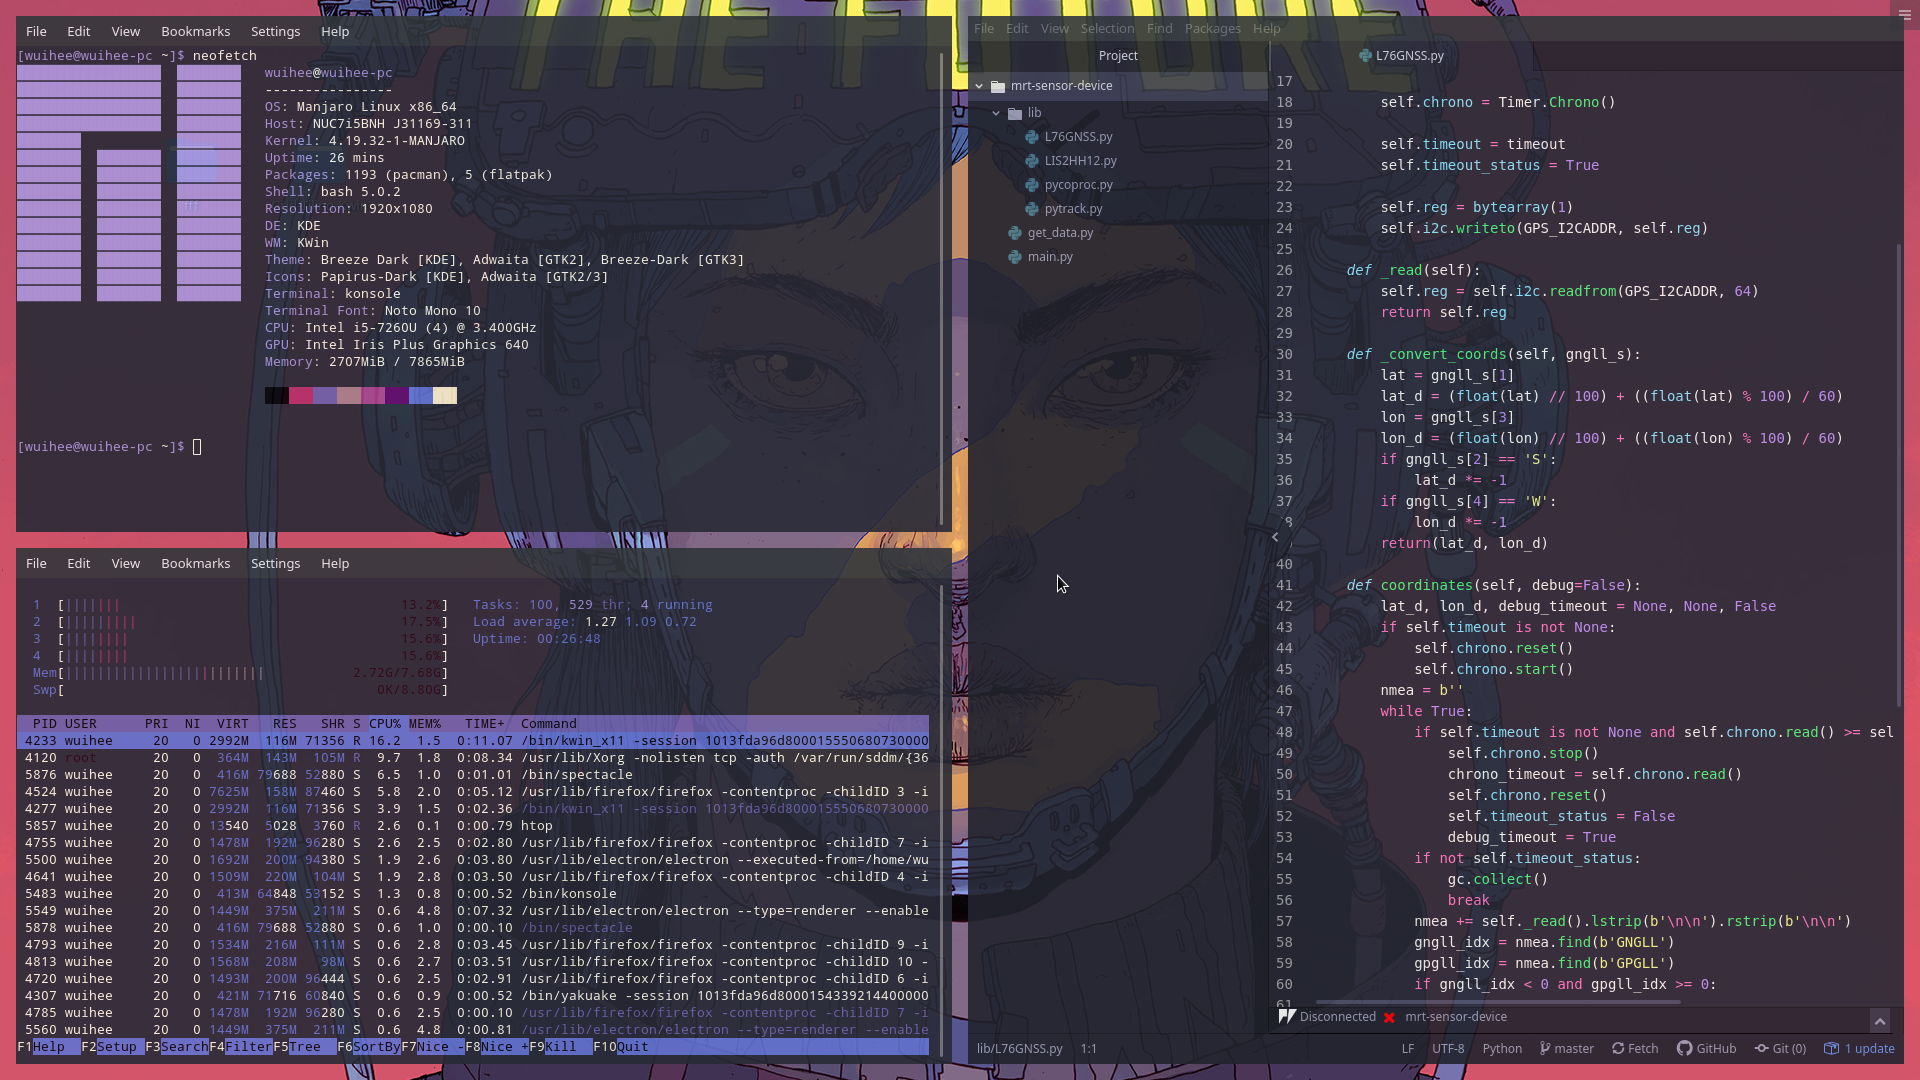 THE FUTURE
File Edit View Bookmarks Settings Help
[wuihee@wuihee-pc ~]$ neofetch
wuihee@wuihee-pc
----------------
OS: Manjaro Linux x86_64
Host: NUC7i5BNH J31169-311
Kernel: 4.19.32-1-MANJARO
Uptime: 26 mins
Packages: 1193 (pacman), 5 (flatpak)
Shell: bash 5.0.2
Resolution: 1920x1080
DE: KDE
WM: KWin
Theme: Breeze Dark [KDE], Adwaita [GTK2], Breeze-Dark [GTK3]
Icons: Papirus-Dark [KDE], Adwaita [GTK2/3]
Terminal: konsole
Terminal Font: Noto Mono 10
CPU: Intel i5-7260U (4) @ 3.400GHz
GPU: Intel Iris Plus Graphics 640
Memory: 2707MiB / 7865MiB
[wuihee@wuihee-pc ~]$
File Edit View Bookmarks Settings Help
1 [||||||| 13.2%] Tasks: 100, 529 thr; 4 running
2 [||||||||| 17.5%] Load average: 1.27 1.09 0.72
3 [|||||||| 15.6%] Uptime: 00:26:48
4 [|||||||| 15.6%]
Mem[||||||||||||||||||||||||| 2.72G/7.68G]
Swp[ 0K/8.80G]
PID USER PRI NI VIRT RES SHR S CPU% MEM% TIME+ Command
4233 wuihee 20 0 2992M 116M 71356 R 16.2 1.5 0:11.07 /bin/kwin_x11 -session 1013fda96d800015550680730000
4120 root 20 0 364M 143M 105M R 9.7 1.8 0:08.34 /usr/lib/Xorg -nolisten tcp -auth /var/run/sddm/{36
5876 wuihee 20 0 416M 79688 52880 S 6.5 1.0 0:01.01 /bin/spectacle
4524 wuihee 20 0 7625M 158M 87460 S 5.8 2.0 0:05.12 /usr/lib/firefox/firefox -contentproc -childID 3 -i
4277 wuihee 20 0 2992M 116M 71356 S 3.9 1.5 0:02.36 /bin/kwin_x11 -session 1013fda96d800015550680730000
5857 wuihee 20 0 13540 5028 3760 R 2.6 0.1 0:00.79 htop
4755 wuihee 20 0 1478M 192M 96280 S 2.6 2.5 0:02.80 /usr/lib/firefox/firefox -contentproc -childID 7 -i
5500 wuihee 20 0 1692M 200M 94380 S 1.9 2.6 0:03.80 /usr/lib/electron/electron --executed-from=/home/wu
4641 wuihee 20 0 1509M 220M 104M S 1.9 2.8 0:03.50 /usr/lib/firefox/firefox -contentproc -childID 4 -i
5483 wuihee 20 0 413M 64848 53152 S 1.3 0.8 0:00.52 /bin/konsole
5549 wuihee 20 0 1449M 375M 211M S 0.6 4.8 0:07.32 /usr/lib/electron/electron --type=renderer --enable
5878 wuihee 20 0 416M 79688 52880 S 0.6 1.0 0:00.10 /bin/spectacle
4793 wuihee 20 0 1534M 216M 111M S 0.6 2.8 0:03.45 /usr/lib/firefox/firefox -contentproc -childID 9 -i
4813 wuihee 20 0 1568M 208M 98M S 0.6 2.7 0:03.51 /usr/lib/firefox/firefox -contentproc -childID 10 -
4720 wuihee 20 0 1493M 200M 96444 S 0.6 2.5 0:02.91 /usr/lib/firefox/firefox -contentproc -childID 6 -i
4307 wuihee 20 0 421M 71716 60840 S 0.6 0.9 0:00.52 /bin/yakuake -session 1013fda96d800015433921440000
4785 wuihee 20 0 1478M 192M 96280 S 0.6 2.5 0:00.10 /usr/lib/firefox/firefox -contentproc -childID 7 -i
5560 wuihee 20 0 1449M 375M 211M S 0.6 4.8 0:00.81 /usr/lib/electron/electron --type=renderer --enable
F1Help F2Setup F3SearchF4FilterF5Tree F6SortByF7Nice -F8Nice +F9Kill F10Quit
File Edit View Selection Find Packages Help
Project
mrt-sensor-device
lib
L76GNSS.py
LIS2HH12.py
pycoproc.py
pytrack.py
get_data.py
main.py
L76GNSS.py
17
18 self.chrono = Timer.Chrono()
19
20 self.timeout = timeout
21 self.timeout_status = True
22
23 self.reg = bytearray(1)
24 self.i2c.writeto(GPS_I2CADDR, self.reg)
25
26 def _read(self):
27 self.reg = self.i2c.readfrom(GPS_I2CADDR, 64)
28 return self.reg
29
30 def _convert_coords(self, gngll_s):
31 lat = gngll_s[1]
32 lat_d = (float(lat) // 100) + ((float(lat) % 100) / 60)
33 lon = gngll_s[3]
34 lon_d = (float(lon) // 100) + ((float(lon) % 100) / 60)
35 if gngll_s[2] == 'S':
36 lat_d *= -1
37 if gngll_s[4] == 'W':
8 lon_d *= -1
return(lat_d, lon_d)
40
41 def coordinates(self, debug=False):
42 lat_d, lon_d, debug_timeout = None, None, False
43 if self.timeout is not None:
44 self.chrono.reset()
45 self.chrono.start()
46 nmea = b''
47 while True:
48 if self.timeout is not None and self.chrono.read() >= sel
49 self.chrono.stop()
50 chrono_timeout = self.chrono.read()
51 self.chrono.reset()
52 self.timeout_status = False
53 debug_timeout = True
54 if not self.timeout_status:
55 gc.collect()
56 break
57 nmea += self._read().lstrip(b'\n\n').rstrip(b'\n\n')
58 gngll_idx = nmea.find(b'GNGLL')
59 gpgll_idx = nmea.find(b'GPGLL')
60 if gngll_idx < 0 and gpgll_idx >= 0:
61
Disconnected mrt-sensor-device
lib/L76GNSS.py 1:1 LF UTF-8 Python master Fetch GitHub Git (0) 1 update